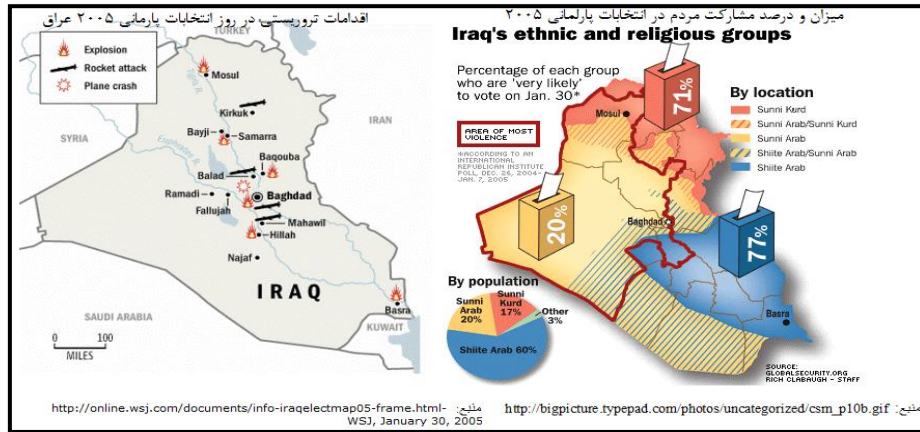 اقدامات تروریستی در روز انتخابات پارمانی ۲۰۰۵ عراق
TURKEY
Explosion
Rocket attack
Plane crash
Mosul
Tigris R.
Kirkuk
IRAN
SYRIA
Bayji
Samarra
Euphrates R.
Baqouba
Balad
Ramadi
Baghdad
Fallujah
Mahawil
Hillah
Najaf
IRAQ
Basra
SAUDI ARABIA
KUWAIT
0 100
MILES
منبع: http://online.wsj.com/documents/info-iraqelectmap05-frame.html-
WSJ, January 30, 2005
میزان و درصد مشارکت مردم در انتخابات پارلمانی ۲۰۰۵
Iraq's ethnic and religious groups
Percentage of each group
who are 'very likely'
to vote on Jan. 30*
71%
By location
Sunni Kurd
Sunni Arab/Sunni Kurd
Sunni Arab
Shiite Arab/Sunni Arab
Shiite Arab
Mosul
AREA OF MOST
VIOLENCE
*ACCORDING TO AN
INTERNATIONAL
REPUBLICAN INSTITUTE
POLL, DEC. 26, 2004-
JAN. 7, 2005
20%
Baghdad
77%
By population
Sunni
Kurd
17%
Sunni
Arab
20%
Other
3%
Shiite Arab 60%
Basra
SOURCE:
GLOBALSECURITY.ORG
RICH CLABAUGH - STAFF
منبع: http://bigpicture.typepad.com/photos/uncategorized/csm_p10b.gif